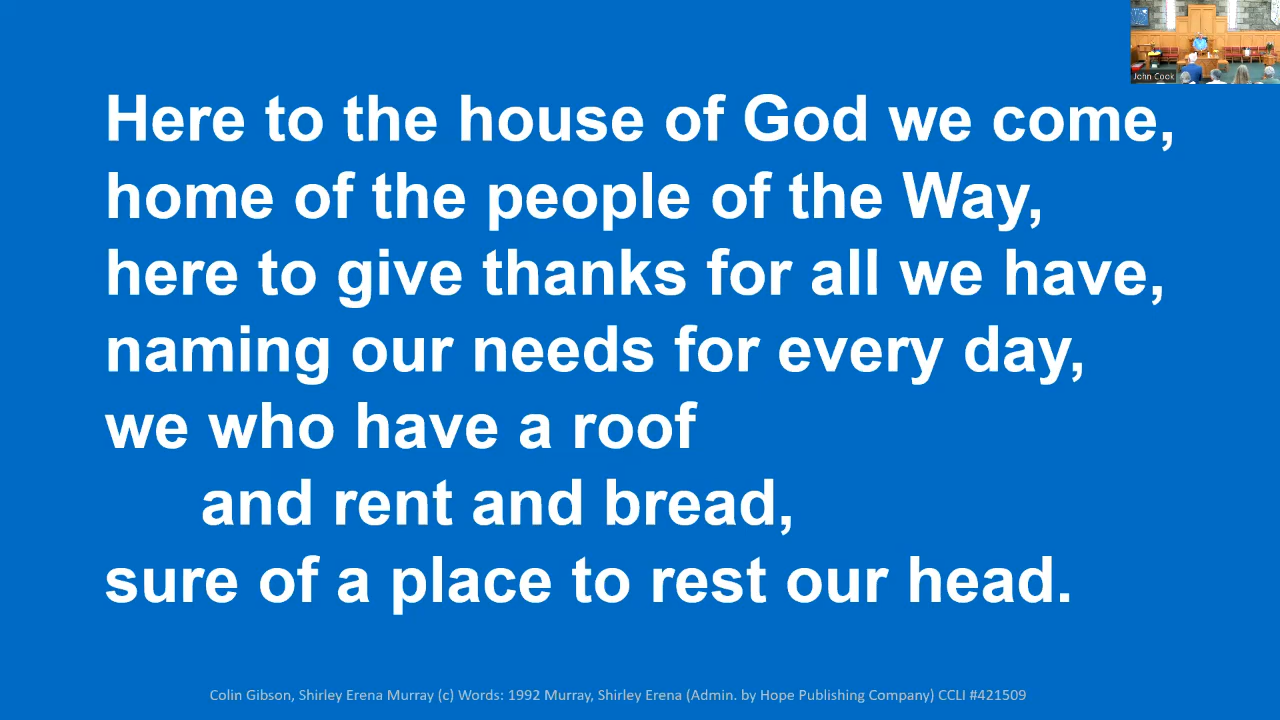 John Cook
Here to the house of God we come,
home of the people of the Way,
here to give thanks for all we have,
naming our needs for every day,
we who have a roof
and rent and bread,
sure of a place to rest our head.
Colin Gibson, Shirley Erena Murray (c) Words: 1992 Murray, Shirley Erena (Admin. by Hope Publishing Company) CCLI #421509